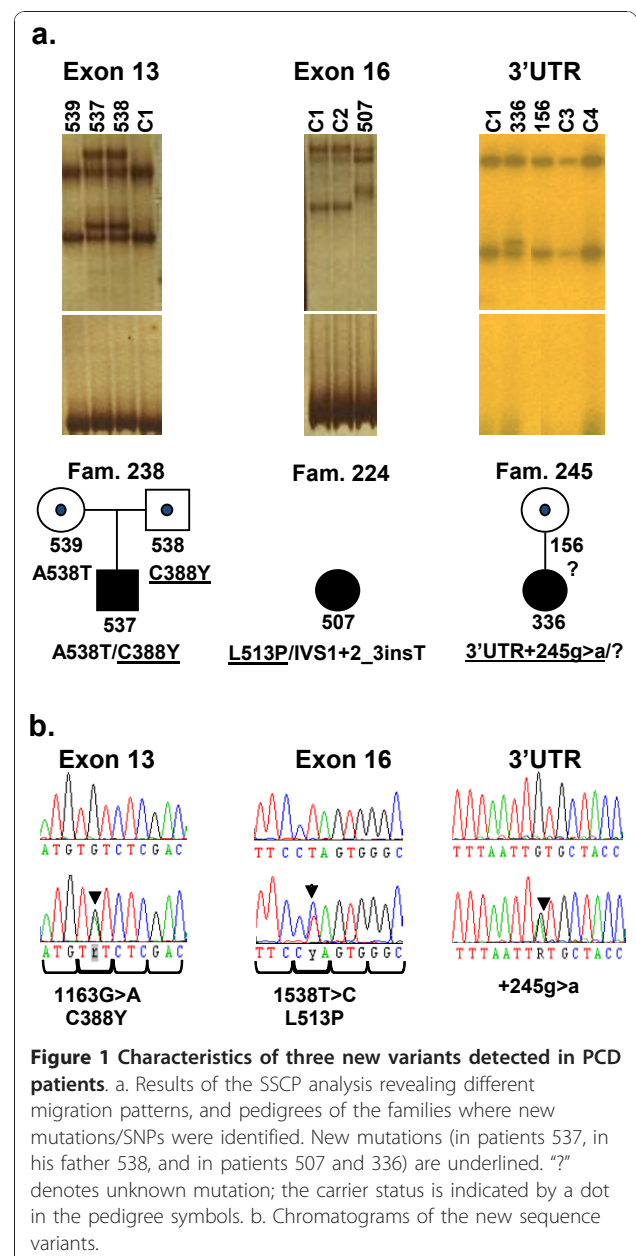 a.
Exon 13 Exon 16 3'UTR
539 537 538 C1 C1 C2 507 C1 336 156 C3 C4
Fam. 238 Fam. 224 Fam. 245
539 538 156
A538T C388Y ?
537 507 336
A538T/C388Y L513P/IVS1+2_3insT 3'UTR+245g>a/?
b.
Exon 13 Exon 16 3'UTR
ATGTGTCTCGAC TTCCTAGTGGGC TTTAATTGTGCTACC
ATGTrTCTCGAC TTCCyAGTGGGC TTTAATTRTGCTACC
1163G>A 1538T>C +245g>a
C388Y L513P
Figure 1 Characteristics of three new variants detected in PCD
patients. a. Results of the SSCP analysis revealing different
migration patterns, and pedigrees of the families where new
mutations/SNPs were identified. New mutations (in patients 537, in
his father 538, and in patients 507 and 336) are underlined. “?”
denotes unknown mutation; the carrier status is indicated by a dot
in the pedigree symbols. b. Chromatograms of the new sequence
variants.